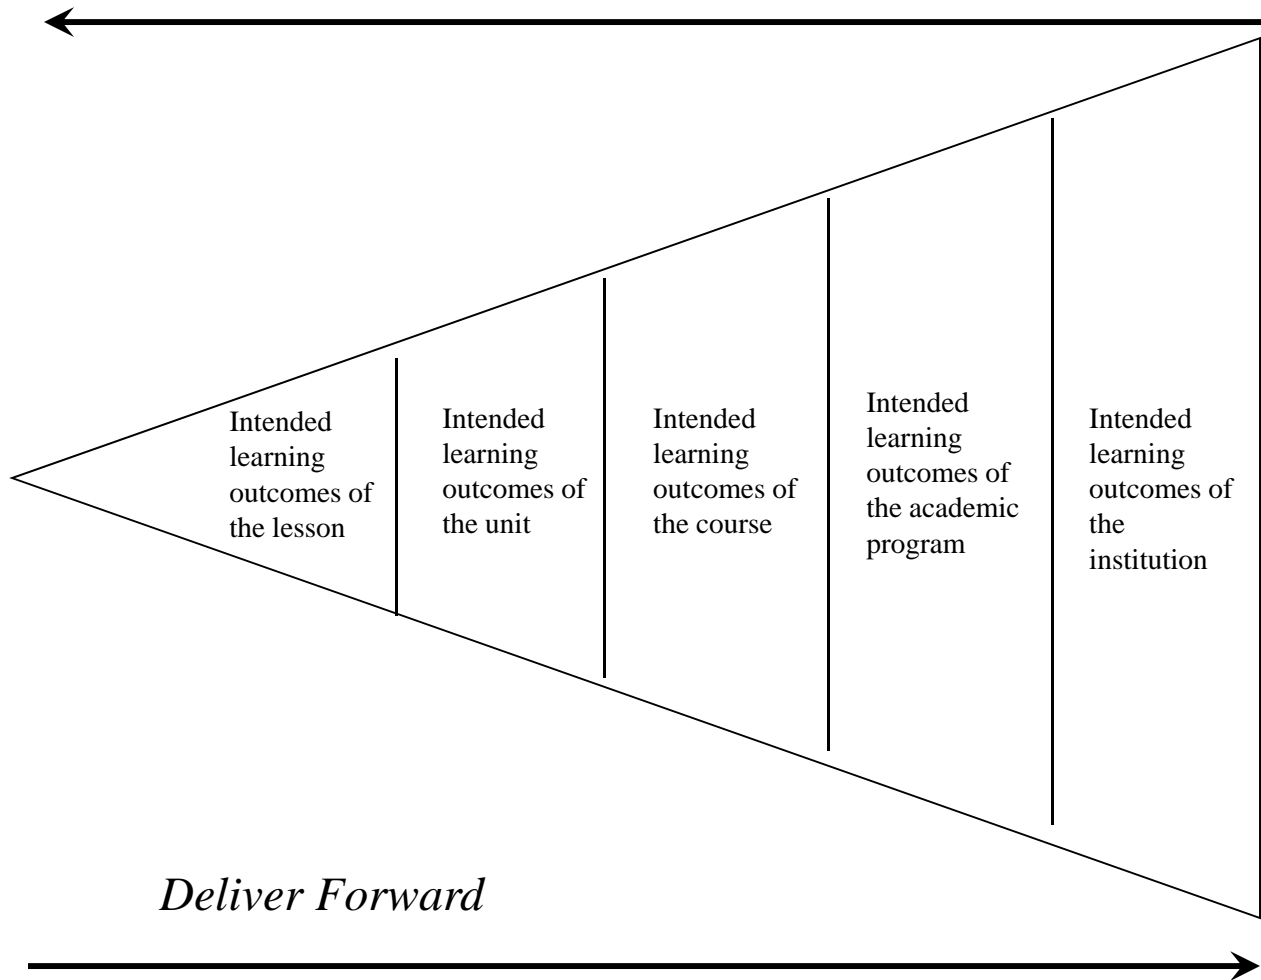 Intended
learning
outcomes of
the lesson
Intended
learning
outcomes of
the unit
Intended
learning
outcomes of
the course
Intended
learning
outcomes of
the academic
program
Intended
learning
outcomes of
the
institution
Deliver Forward